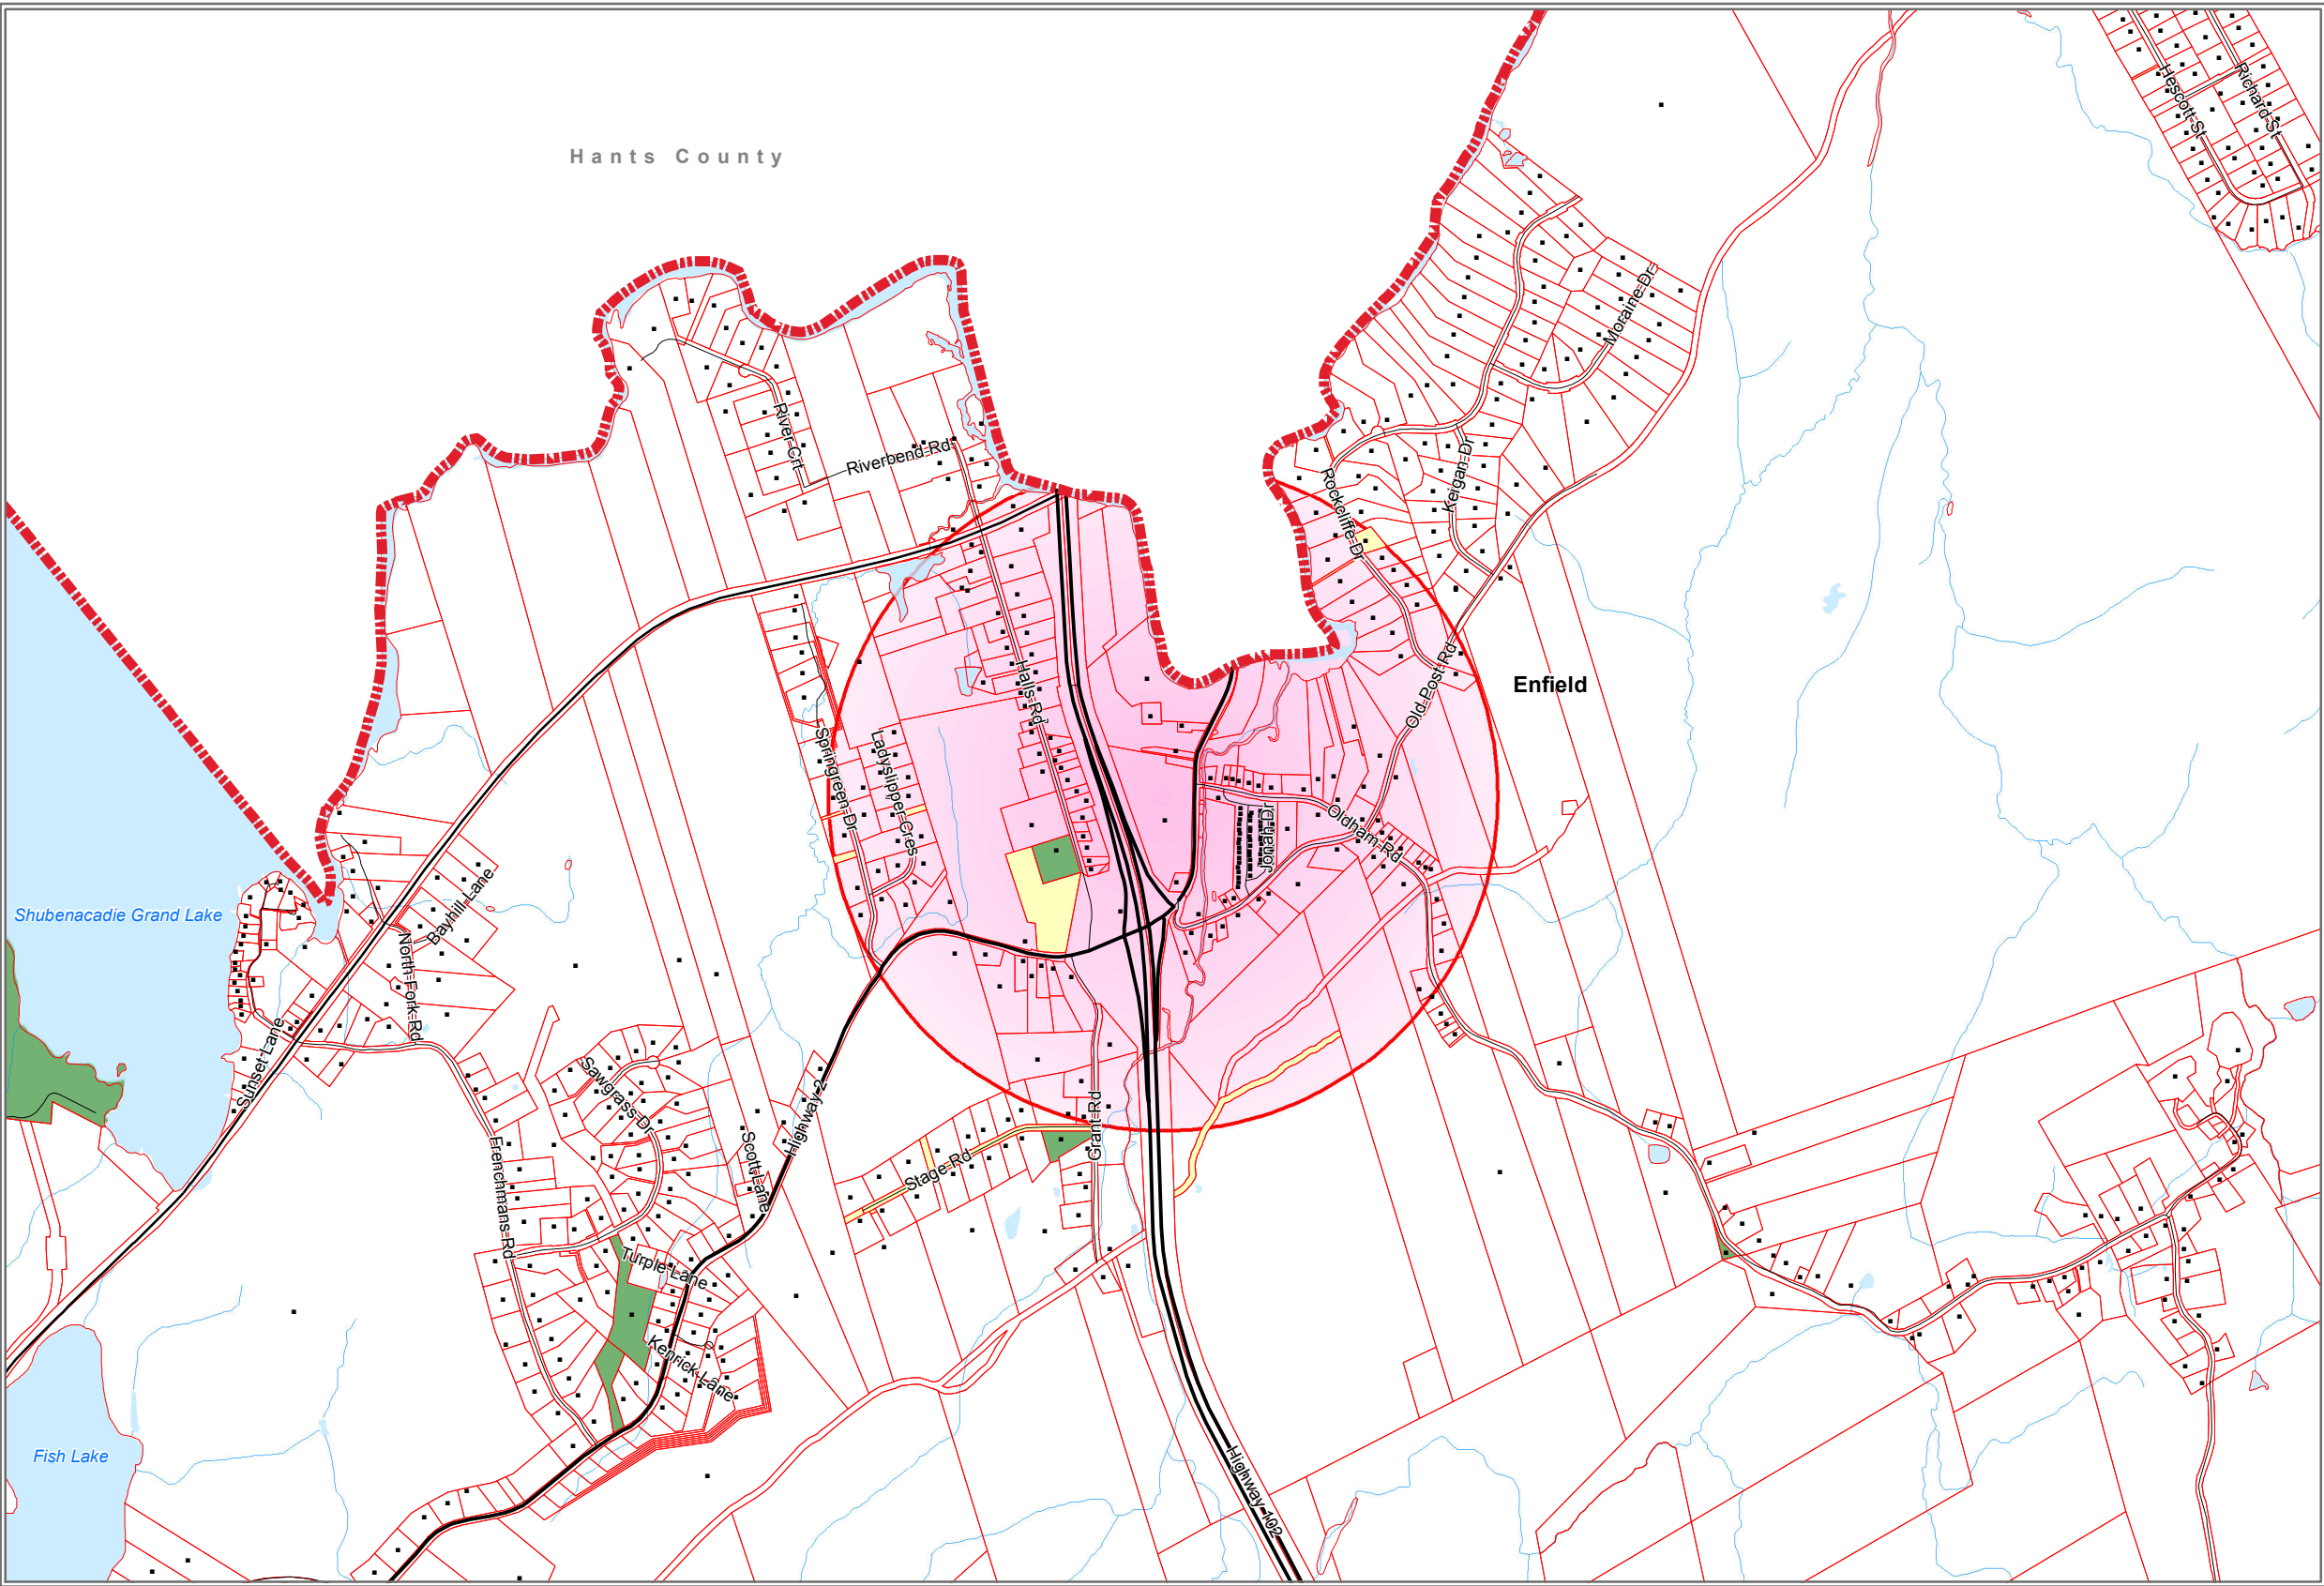 Hescott St
Richard St
Hants County
Moraine Dr
River Crt
Riverbend Rd
Keigan Dr
Rockcliffe Dr
Halls Rd
Old Post Rd
Enfield
Springreen Dr
Ladyslipper Cres
Jonah Dr
Oldham Rd
Shubenacadie Grand Lake
Bayhill Lane
North Fork Rd
Sunset Lane
Sawgrass Dr
Highway 2
Scott Lane
Grant Rd
Stage Rd
Frenchmans Rd
Turple Lane
Kenrick Lane
Fish Lake
Highway 102